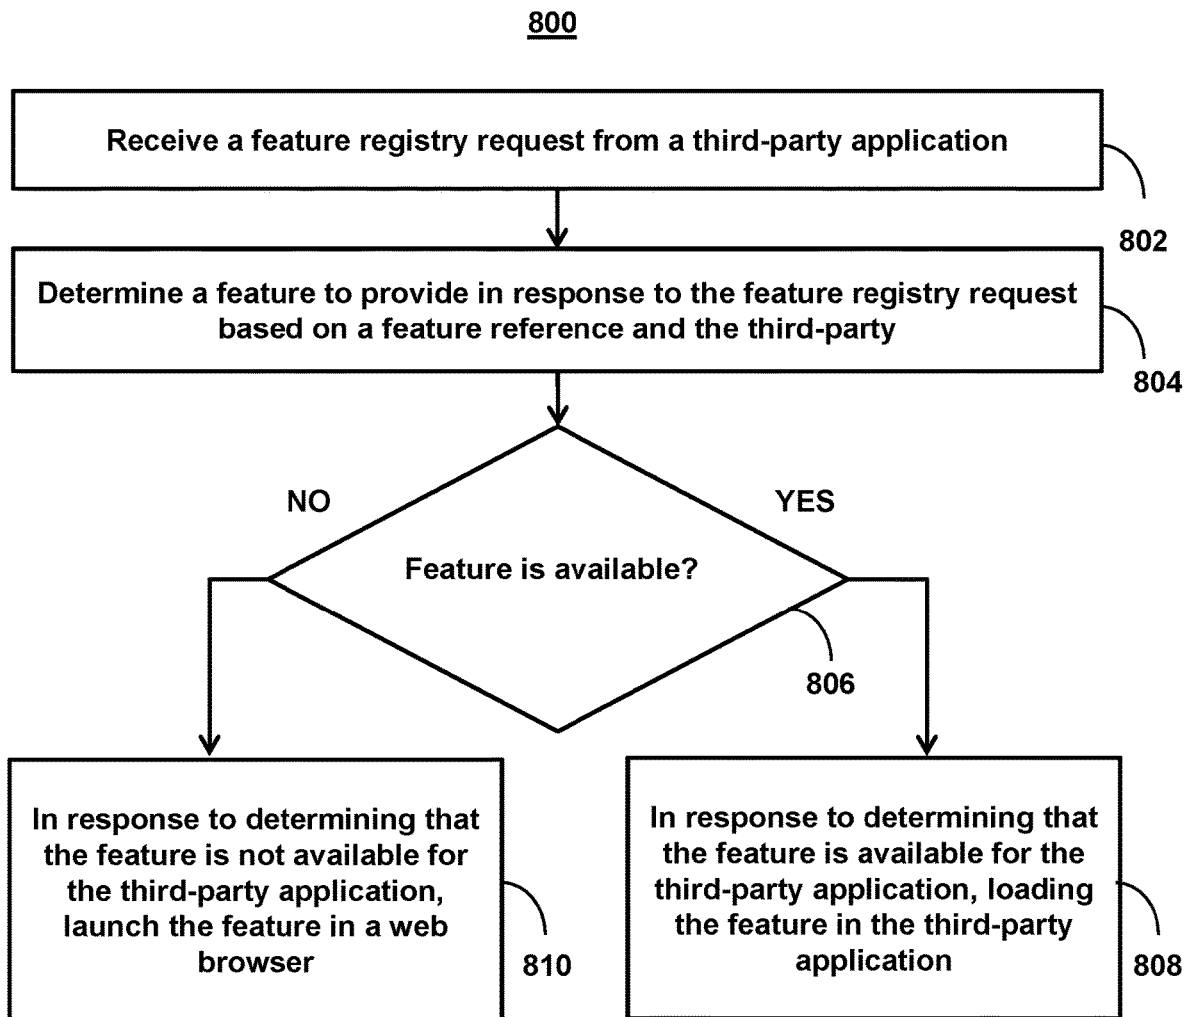 800
Receive a feature registry request from a third-party application
802
Determine a feature to provide in response to the feature registry request
based on a feature reference and the third-party
804
NO
YES
Feature is available?
806
In response to determining that
the feature is not available for
the third-party application,
launch the feature in a web
browser
810
In response to determining that
the feature is available for the
third-party application, loading
the feature in the third-party
application
808